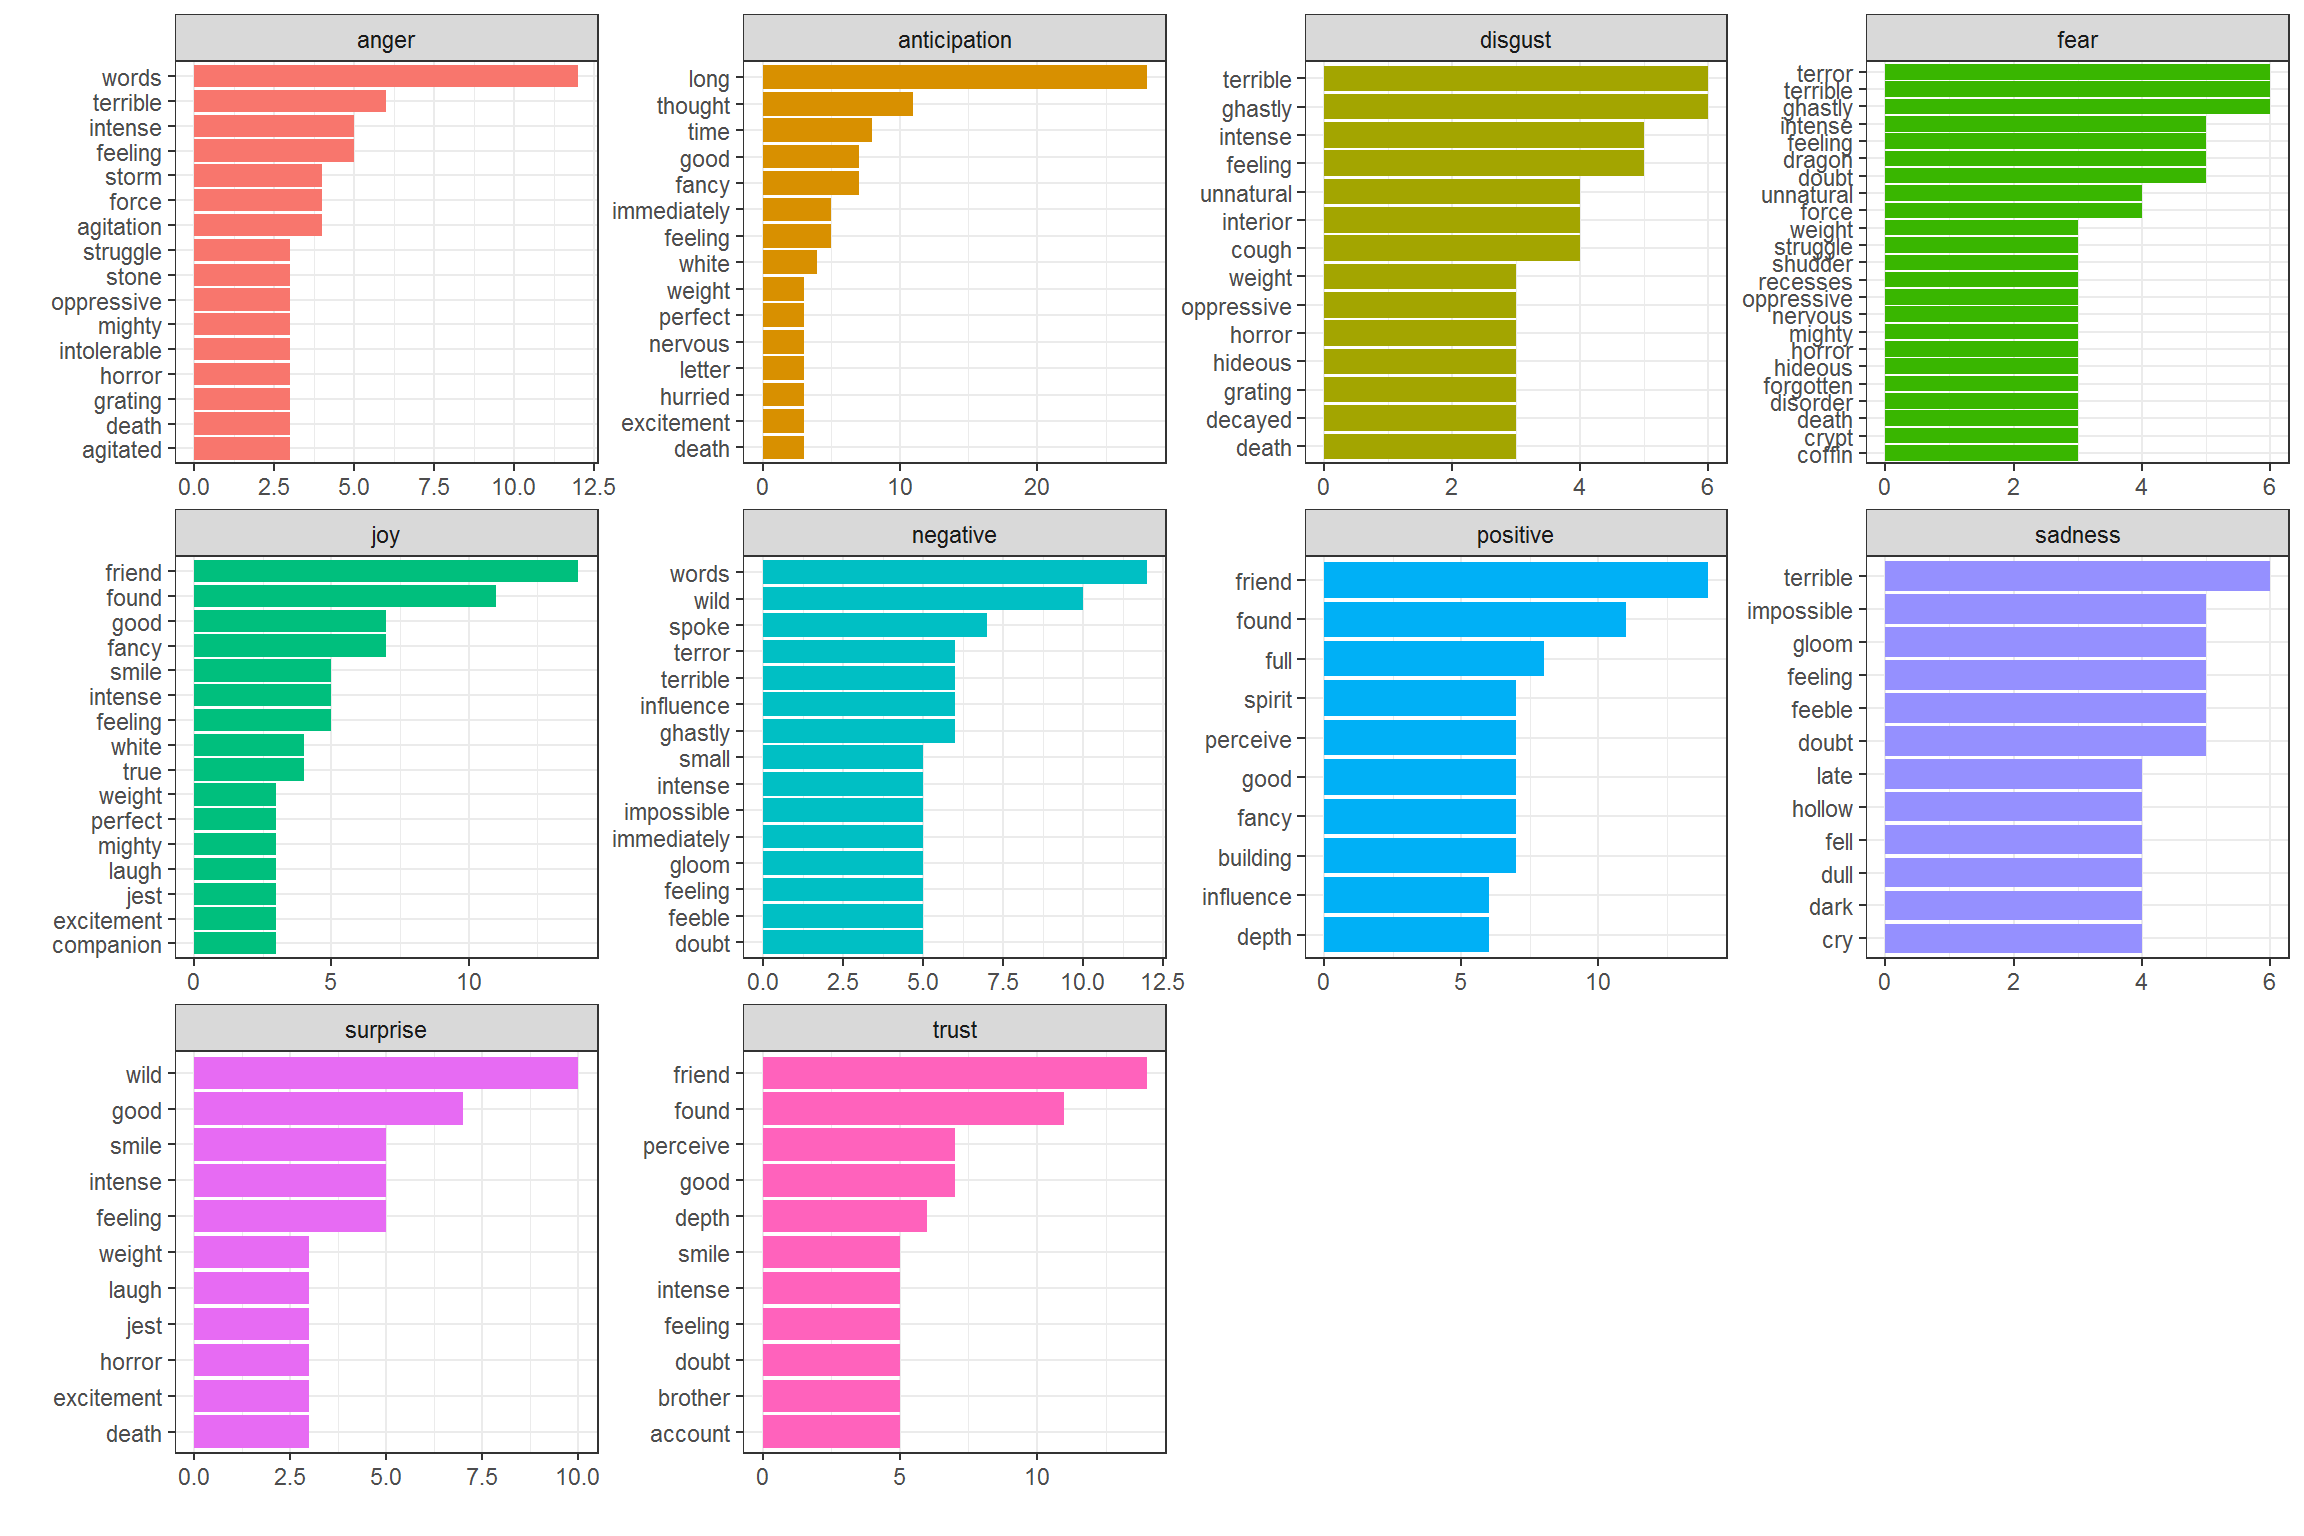 anger
words
terrible
intense
feeling
storm
force
agitation
struggle
stone
oppressive
mighty
intolerable
horror
grating
death
agitated
0.0 2.5 5.0 7.5 10.0 12.5
anticipation
long
thought
time
good
fancy
immediately
feeling
white
weight
perfect
nervous
letter
hurried
excitement
death
0 10 20
disgust
terrible
ghastly
intense
feeling
unnatural
interior
cough
weight
oppressive
horror
hideous
grating
decayed
death
0 2 4 6
fear
terror
terrible
ghastly
intense
feeling
dragon
doubt
unnatural
force
weight
struggle
shudder
recesses
oppressive
nervous
mighty
horror
hideous
forgotten
disorder
death
crypt
coffin
0 2 4 6
joy
friend
found
good
fancy
smile
intense
feeling
white
true
weight
perfect
mighty
laugh
jest
excitement
companion
0 5 10
negative
words
wild
spoke
terror
terrible
influence
ghastly
small
intense
impossible
immediately
gloom
feeling
feeble
doubt
0.0 2.5 5.0 7.5 10.0 12.5
positive
friend
found
full
spirit
perceive
good
fancy
building
influence
depth
0 5 10
sadness
terrible
impossible
gloom
feeling
feeble
doubt
late
hollow
fell
dull
dark
cry
0 2 4 6
surprise
wild
good
smile
intense
feeling
weight
laugh
jest
horror
excitement
death
0.0 2.5 5.0 7.5 10.0
trust
friend
found
perceive
good
depth
smile
intense
feeling
doubt
brother
account
0 5 10